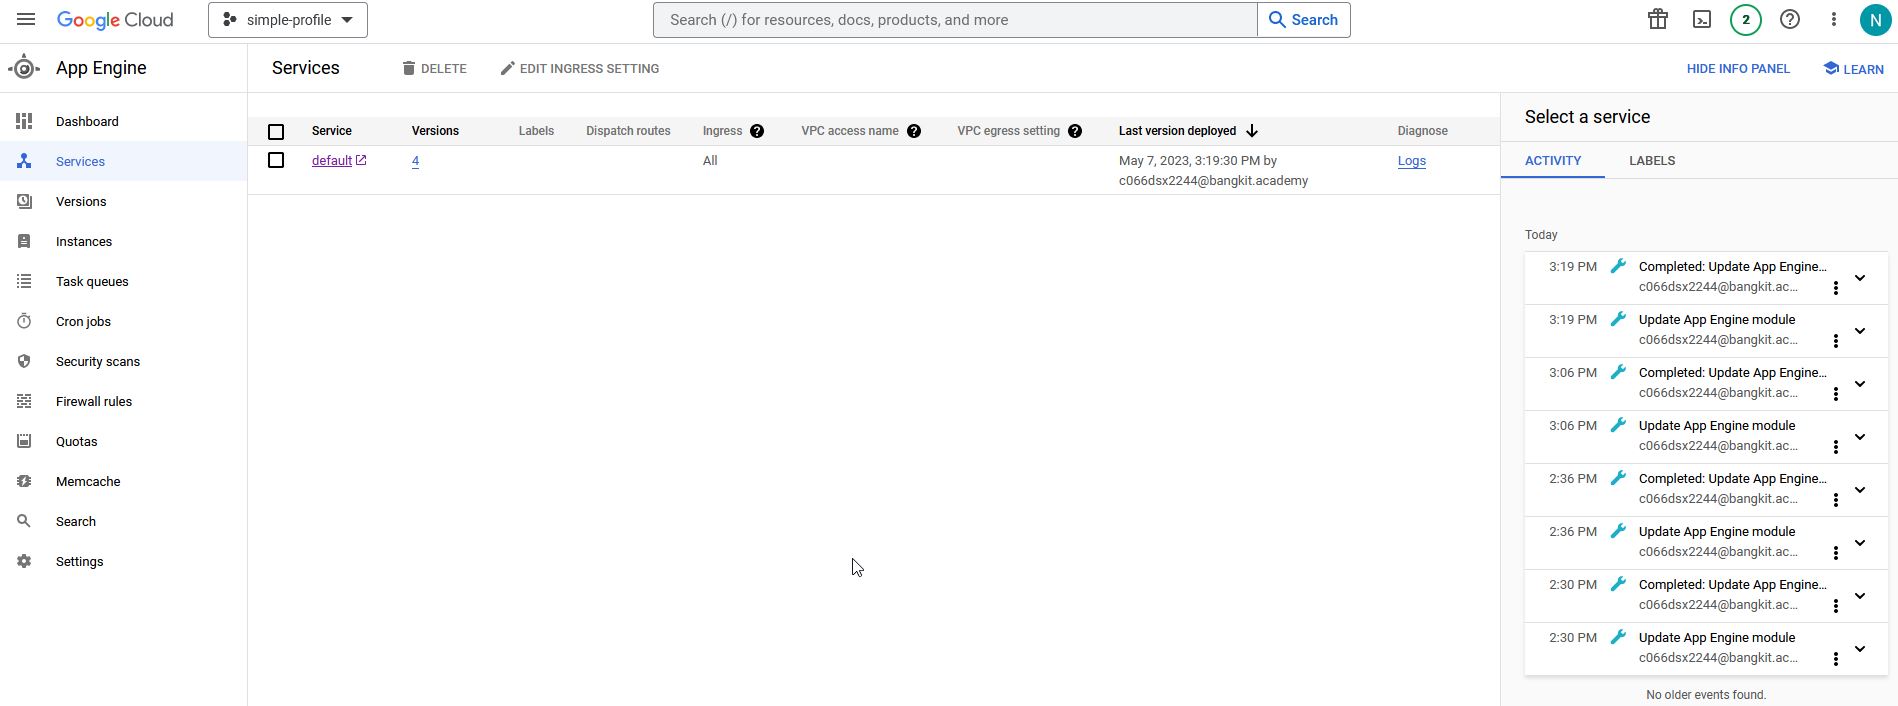 Google Cloud
simple-profile
Search (/) for resources, docs, products, and more
Search
2
N
App Engine
Services
DELETE
EDIT INGRESS SETTING
HIDE INFO PANEL
LEARN
Dashboard
Services
Versions
Instances
Task queues
Cron jobs
Security scans
Firewall rules
Quotas
Memcache
Search
Settings
Service Versions Labels Dispatch routes Ingress VPC access name VPC egress setting Last version deployed Diagnose
default 4 All May 7, 2023, 3:19:30 PM by Logs
c066dsx2244@bangkit.academy
Select a service
ACTIVITY LABELS
Today
3:19 PM Completed: Update App Engine...
c066dsx2244@bangkit.ac...
3:19 PM Update App Engine module
c066dsx2244@bangkit.ac...
3:06 PM Completed: Update App Engine...
c066dsx2244@bangkit.ac...
3:06 PM Update App Engine module
c066dsx2244@bangkit.ac...
2:36 PM Completed: Update App Engine...
c066dsx2244@bangkit.ac...
2:36 PM Update App Engine module
c066dsx2244@bangkit.ac...
2:30 PM Completed: Update App Engine...
c066dsx2244@bangkit.ac...
2:30 PM Update App Engine module
c066dsx2244@bangkit.ac...
No older events found.